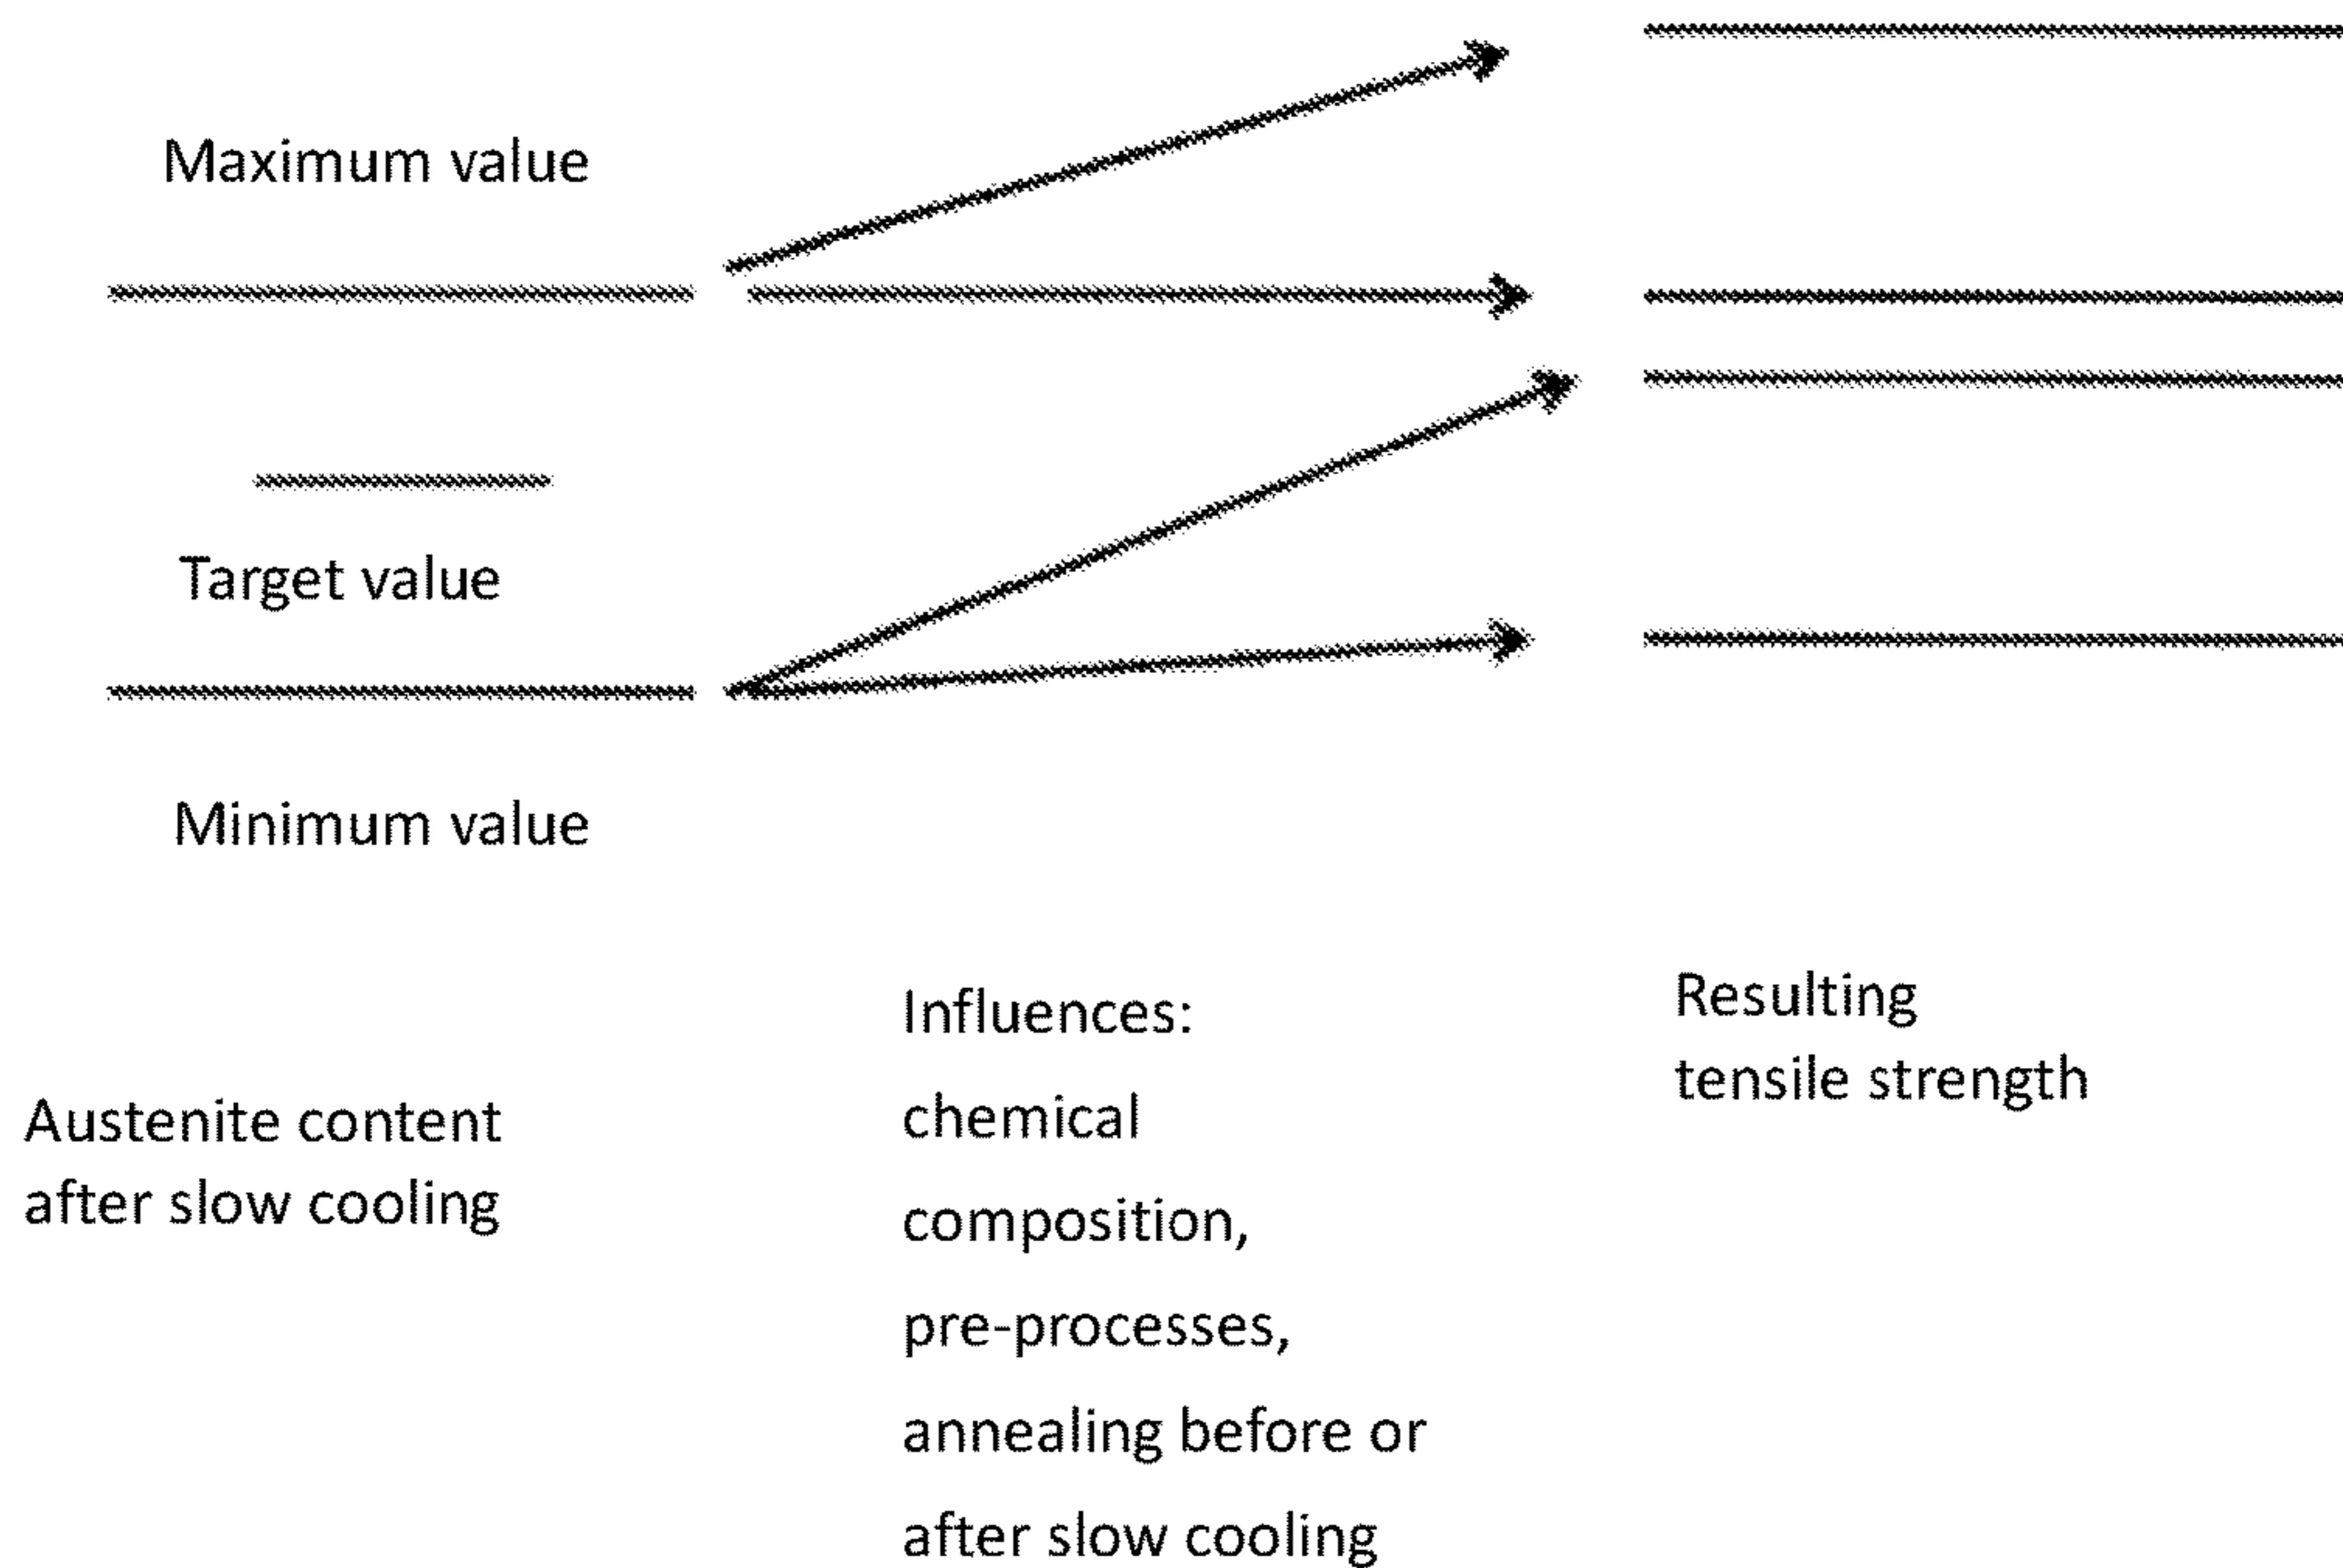 Maximum value
Target value
Minimum value
Austenite content
after slow cooling
Influences:
chemical
composition,
pre-processes,
annealing before or
after slow cooling
Resulting
tensile strength